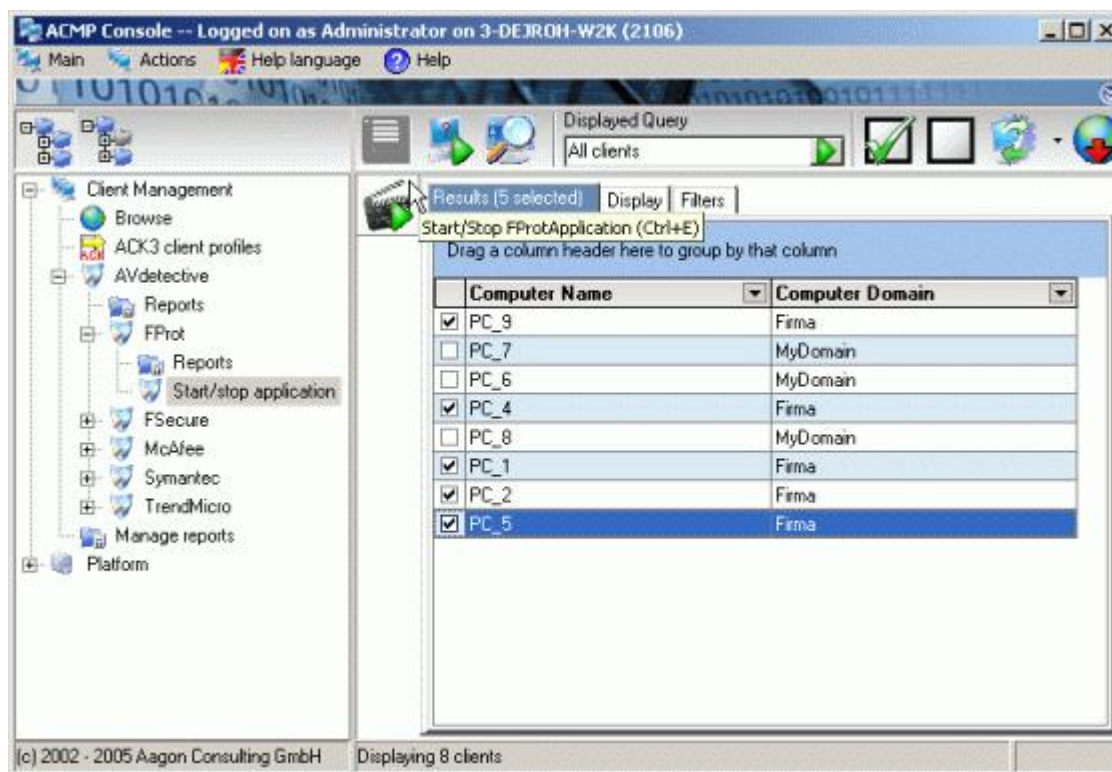 ACMP Console -- Logged on as Administrator on 3-DEJROH-W2K (2106)
Main Actions Help language Help
Displayed Query
All clients
Client Management
Browse
ACK3 client profiles
AVdetective
Reports
FProt
Reports
Start/stop application
FSecure
McAfee
Symantec
TrendMicro
Manage reports
Platform
Results (5 selected) Display Filters
Start/Stop FProtApplication (Ctrl+E)
Drag a column header here to group by that column
Computer Name Computer Domain
PC_9 Firma
PC_7 MyDomain
PC_6 MyDomain
PC_4 Firma
PC_8 MyDomain
PC_1 Firma
PC_2 Firma
PC_5 Firma
(c) 2002 - 2005 Aagon Consulting GmbH Displaying 8 clients